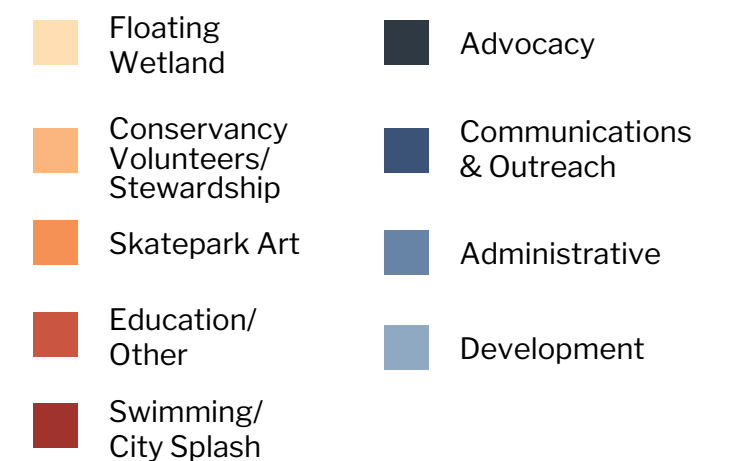 Floating
Wetland
Conservancy
Volunteers/
Stewardship
Skatepark Art
Education/
Other
Swimming/
City Splash
Advocacy
Communications
& Outreach
Administrative
Development